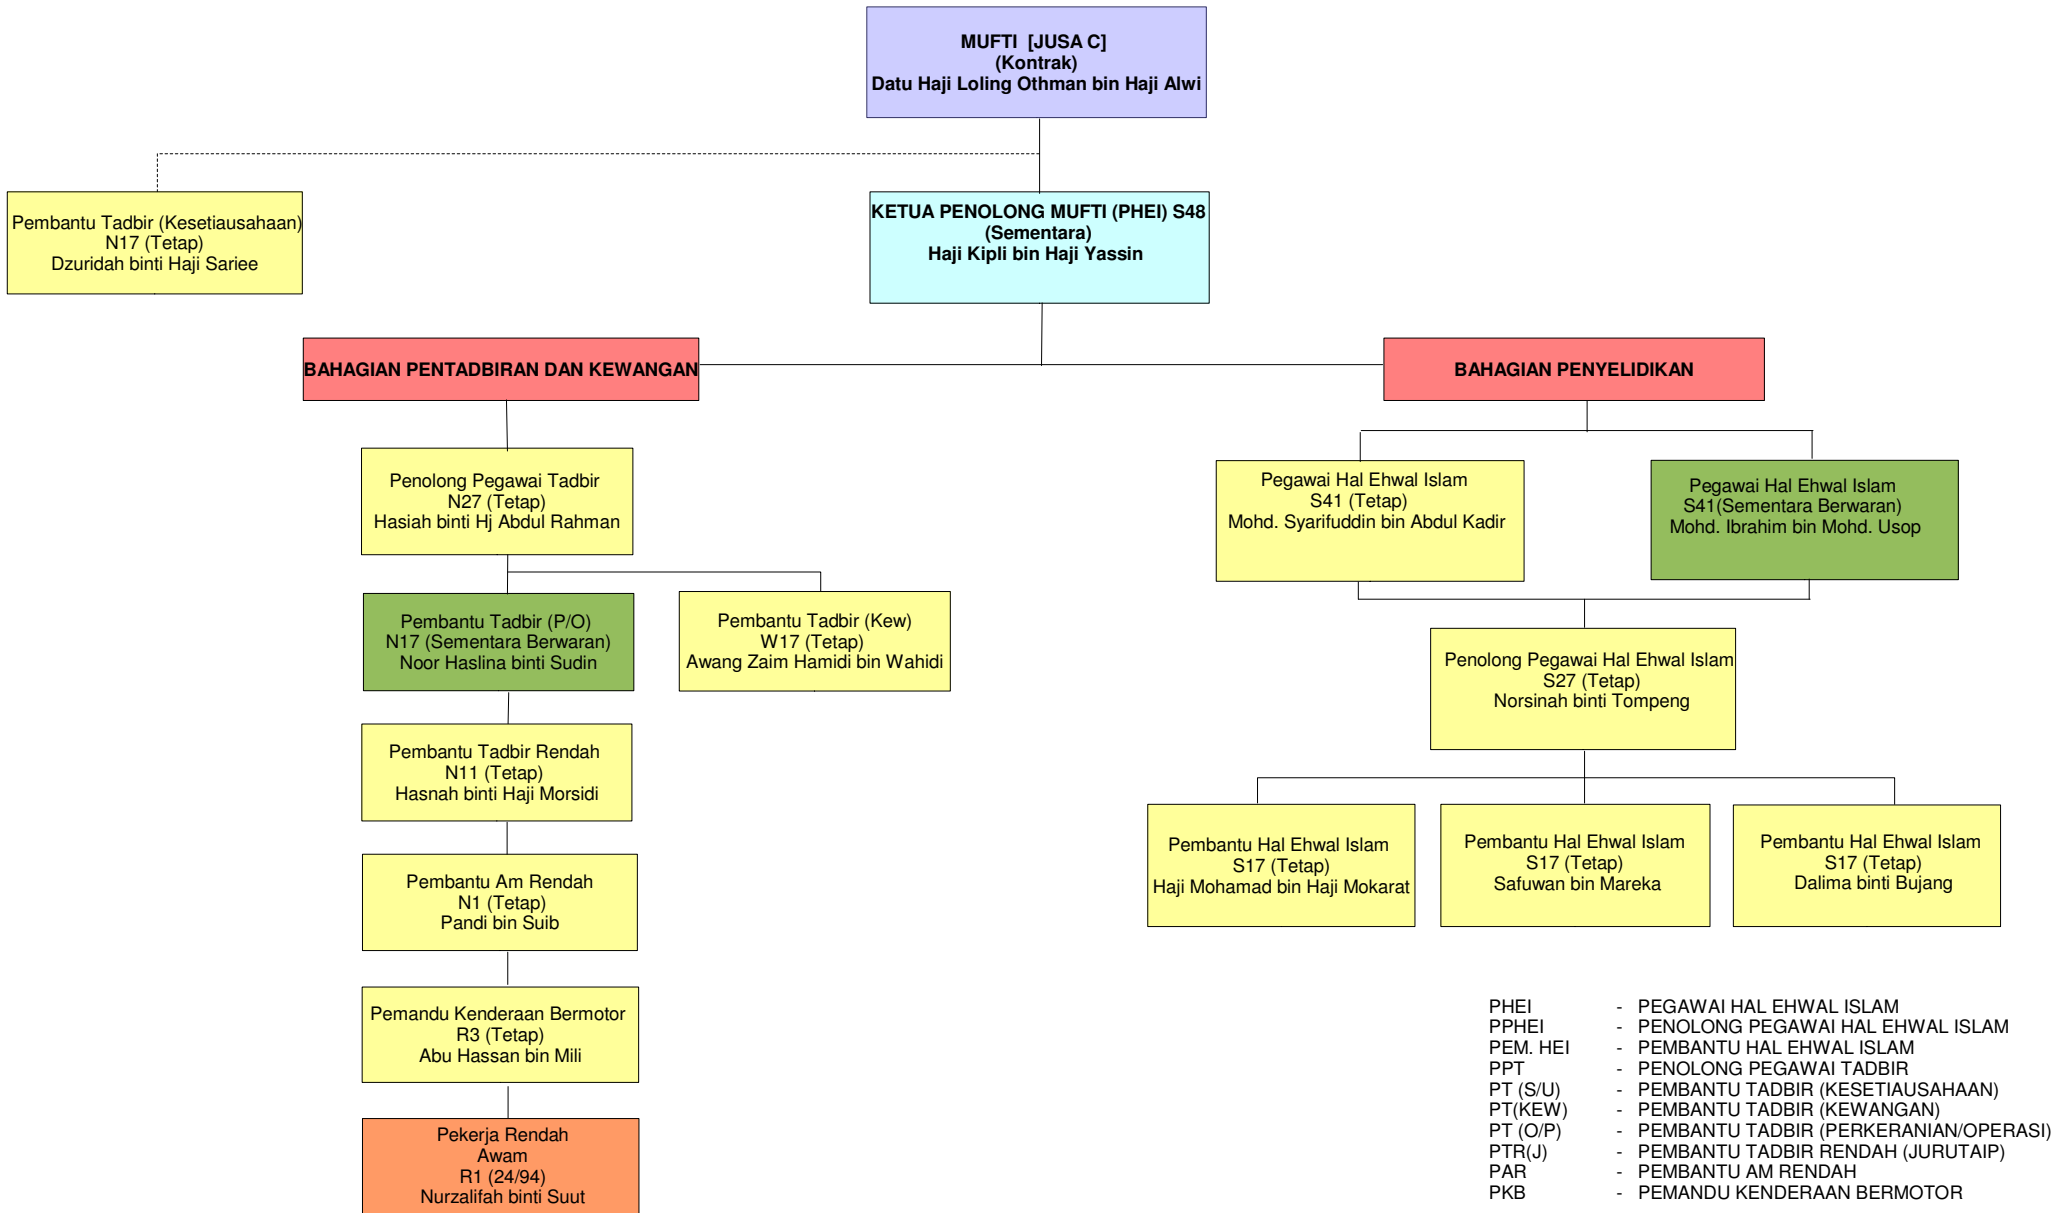 MUFTI [JUSA C]
(Kontrak)
Datu Haji Loling Othman bin Haji Alwi
Pembantu Tadbir (Kesetiausahaan)
N17 (Tetap)
Dzuridah binti Haji Sariee
KETUA PENOLONG MUFTI (PHEI) S48
(Sementara)
Haji Kipli bin Haji Yassin
BAHAGIAN PENTADBIRAN DAN KEWANGAN
BAHAGIAN PENYELIDIKAN
Penolong Pegawai Tadbir
N27 (Tetap)
Hasiah binti Hj Abdul Rahman
Pegawai Hal Ehwal Islam
S41 (Tetap)
Mohd. Syarifuddin bin Abdul Kadir
Pegawai Hal Ehwal Islam
S41(Sementara Berwaran)
Mohd. Ibrahim bin Mohd. Usop
Pembantu Tadbir (P/O)
N17 (Sementara Berwaran)
Noor Haslina binti Sudin
Pembantu Tadbir (Kew)
W17 (Tetap)
Awang Zaim Hamidi bin Wahidi
Penolong Pegawai Hal Ehwal Islam
S27 (Tetap)
Norsinah binti Tompeng
Pembantu Tadbir Rendah
N11 (Tetap)
Hasnah binti Haji Morsidi
Pembantu Hal Ehwal Islam
S17 (Tetap)
Haji Mohamad bin Haji Mokarat
Pembantu Hal Ehwal Islam
S17 (Tetap)
Safuwan bin Mareka
Pembantu Hal Ehwal Islam
S17 (Tetap)
Dalima binti Bujang
Pembantu Am Rendah
N1 (Tetap)
Pandi bin Suib
Pemandu Kenderaan Bermotor
R3 (Tetap)
Abu Hassan bin Mili
Pekerja Rendah
Awam
R1 (24/94)
Nurzalifah binti Suut
PHEI - PEGAWAI HAL EHWAL ISLAM
PPHEI - PENOLONG PEGAWAI HAL EHWAL ISLAM
PEM. HEI - PEMBANTU HAL EHWAL ISLAM
PPT - PENOLONG PEGAWAI TADBIR
PT (S/U) - PEMBANTU TADBIR (KESETIAUSAHAAN)
PT(KEW) - PEMBANTU TADBIR (KEWANGAN)
PT (O/P) - PEMBANTU TADBIR (PERKERANIAN/OPERASI)
PTR(J) - PEMBANTU TADBIR RENDAH (JURUTAIP)
PAR - PEMBANTU AM RENDAH
PKB - PEMANDU KENDERAAN BERMOTOR